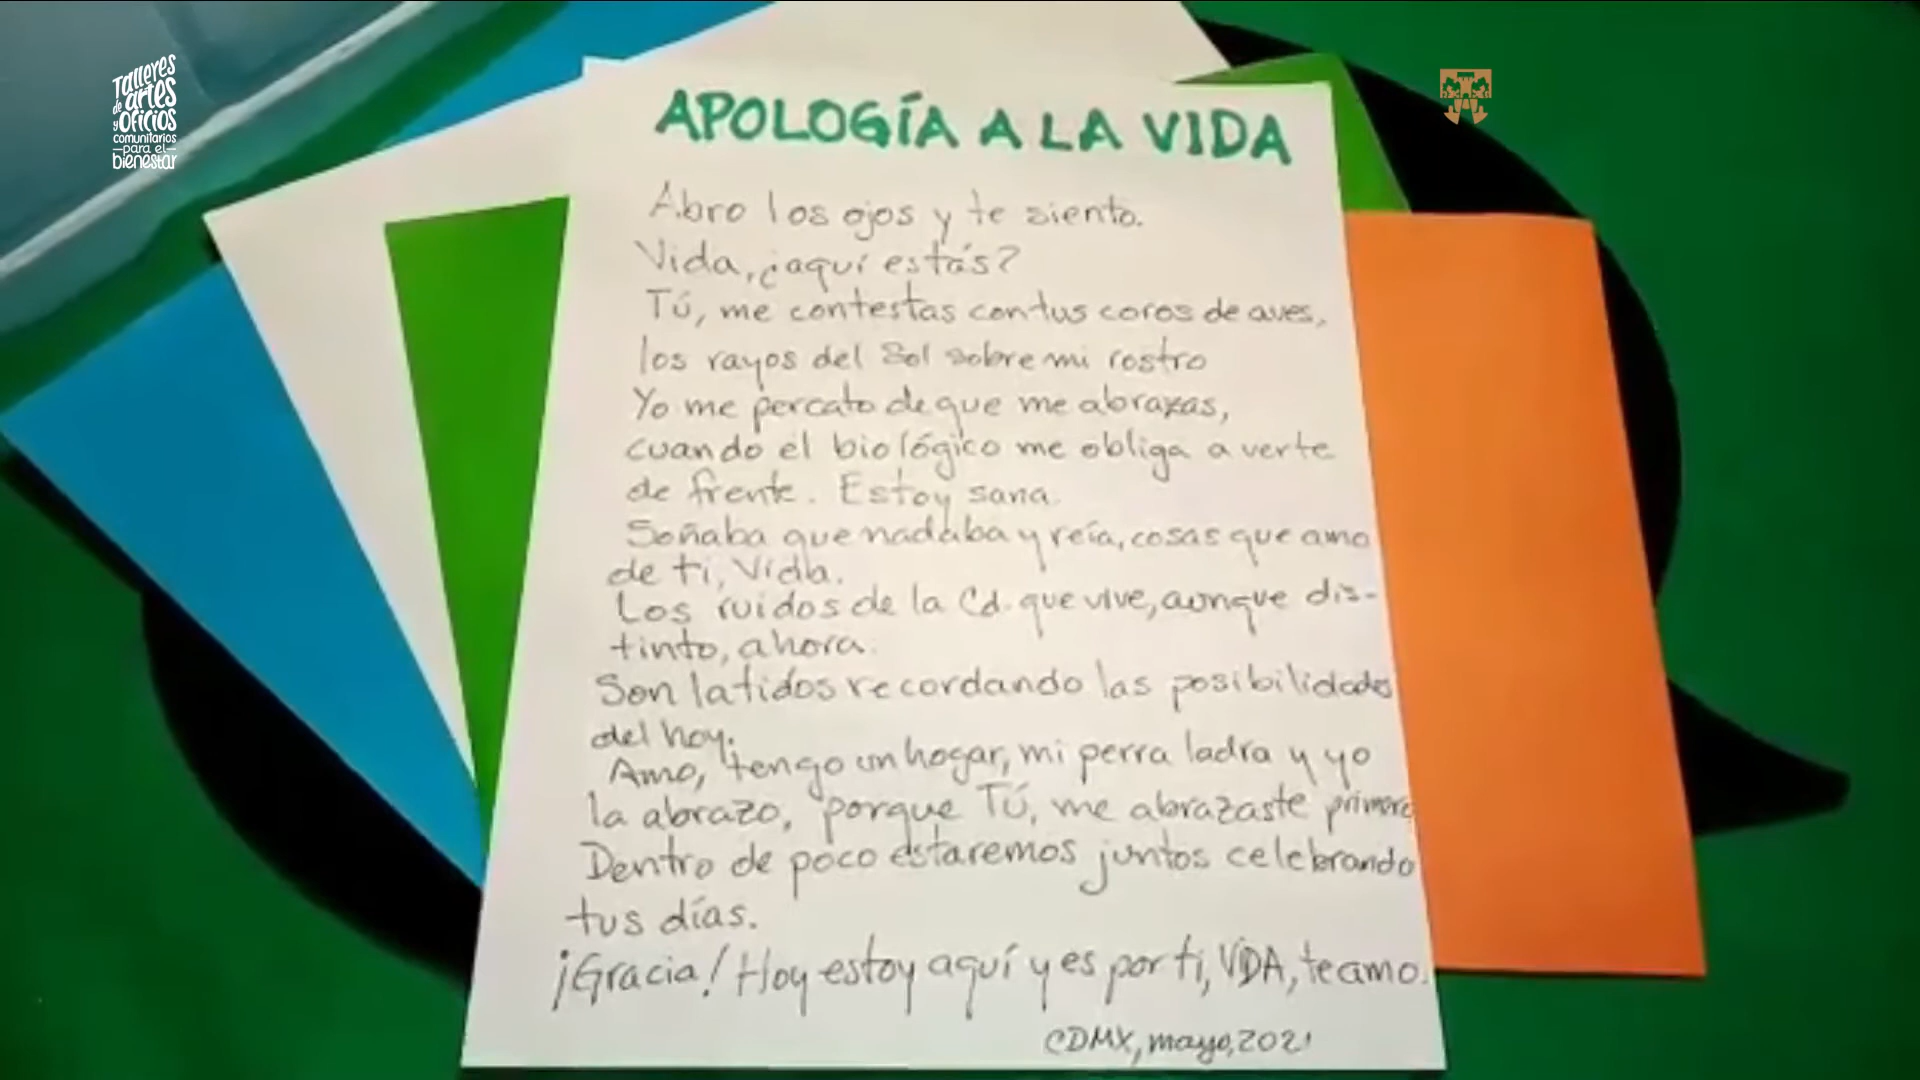 Talleres
de artes
y oficios
comunitarios
para el
bienestar
APOLOGÍA A LA VIDA
Abro los ojos y te siento.
Vida, ¿aquí estás?
Tú, me contestas con tus coros de aves,
los rayos del Sol sobre mi rostro
Yo me percato de que me abrazas,
cuando el biológico me obliga a verte
de frente. Estoy sana.
Soñaba que nadaba y reía, cosas que amo
de ti, Vida.
Los ruidos de la Cd. que vive, aunque dis-
tinto, ahora.
Son latidos recordando las posibilidades
del hoy.
Amo, tengo un hogar, mi perra ladra y yo
la abrazo, porque Tú, me abrazaste primero
Dentro de poco estaremos juntos celebrando
tus días.
¡Gracia! Hoy estoy aquí y es por ti, VIDA, te amo.
CDMX, mayo, 2021